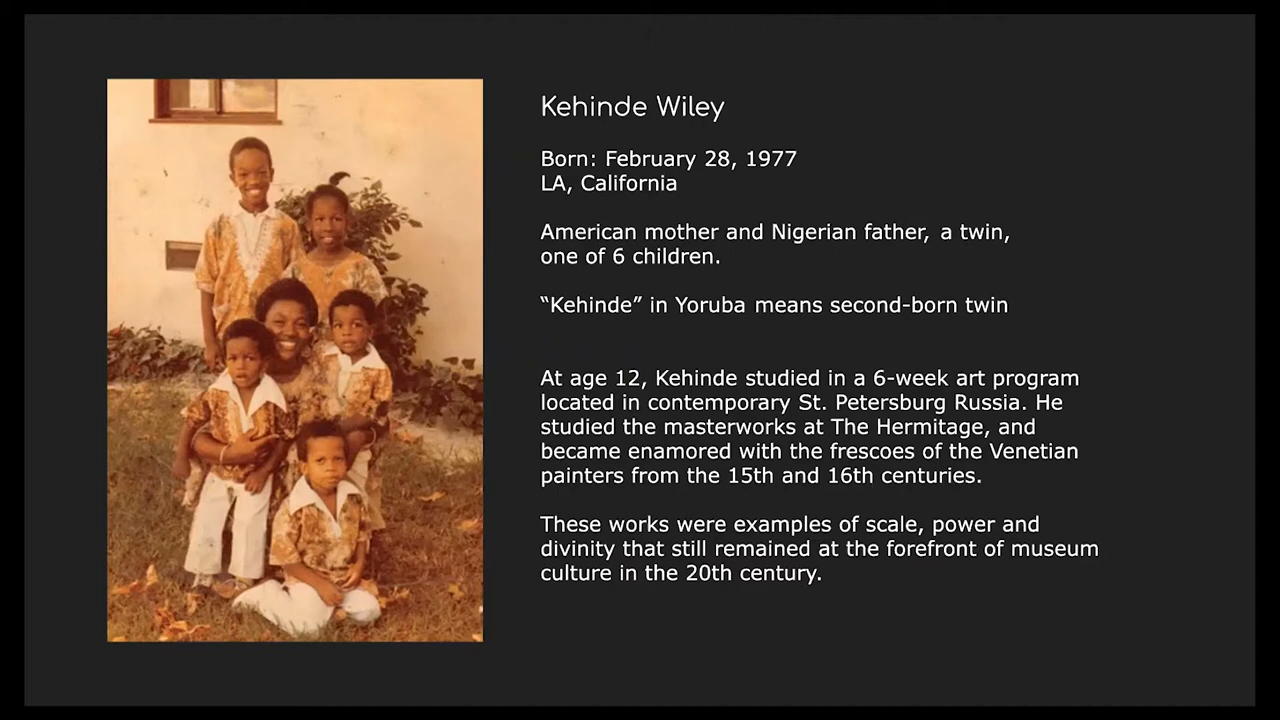 Kehinde Wiley
Born: February 28, 1977
LA, California
American mother and Nigerian father, a twin,
one of 6 children.
“Kehinde” in Yoruba means second-born twin
At age 12, Kehinde studied in a 6-week art program
located in contemporary St. Petersburg Russia. He
studied the masterworks at The Hermitage, and
became enamored with the frescoes of the Venetian
painters from the 15th and 16th centuries.
These works were examples of scale, power and
divinity that still remained at the forefront of museum
culture in the 20th century.